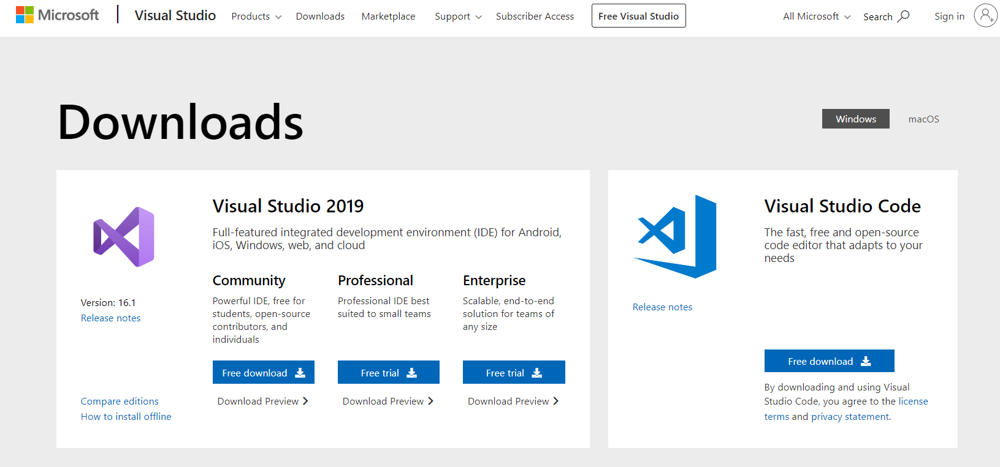 Microsoft Visual Studio Products Downloads Marketplace Support Subscriber Access Free Visual Studio All Microsoft Search Sign in
Downloads
Windows macOS
Visual Studio 2019
Full-featured integrated development environment (IDE) for Android,
iOS, Windows, web, and cloud
Version: 16.1
Release notes
Compare editions
How to install offline
Community
Powerful IDE, free for
students, open-source
contributors, and
individuals
Free download
Download Preview
Professional
Professional IDE best
suited to small teams
Free trial
Download Preview
Enterprise
Scalable, end-to-end
solution for teams of
any size
Free trial
Download Preview
Visual Studio Code
The fast, free and open-source
code editor that adapts to your
needs
Release notes
Free download
By downloading and using Visual
Studio Code, you agree to the license
terms and privacy statement.